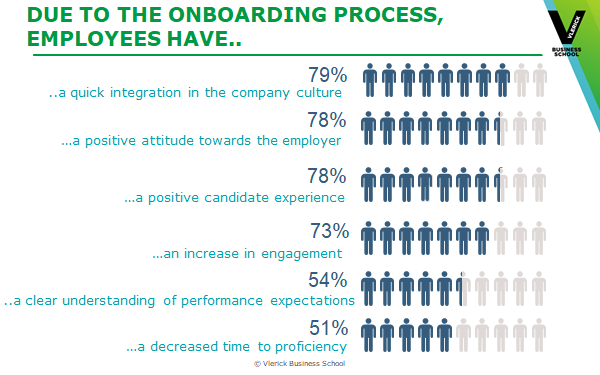 DUE TO THE ONBOARDING PROCESS,
EMPLOYEES HAVE..
VLERICK
BUSINESS
SCHOOL
79%
..a quick integration in the company culture
78%
...a positive attitude towards the employer
78%
...a positive candidate experience
73%
...an increase in engagement
54%
..a clear understanding of performance expectations
51%
...a decreased time to proficiency
© Vlerick Business School